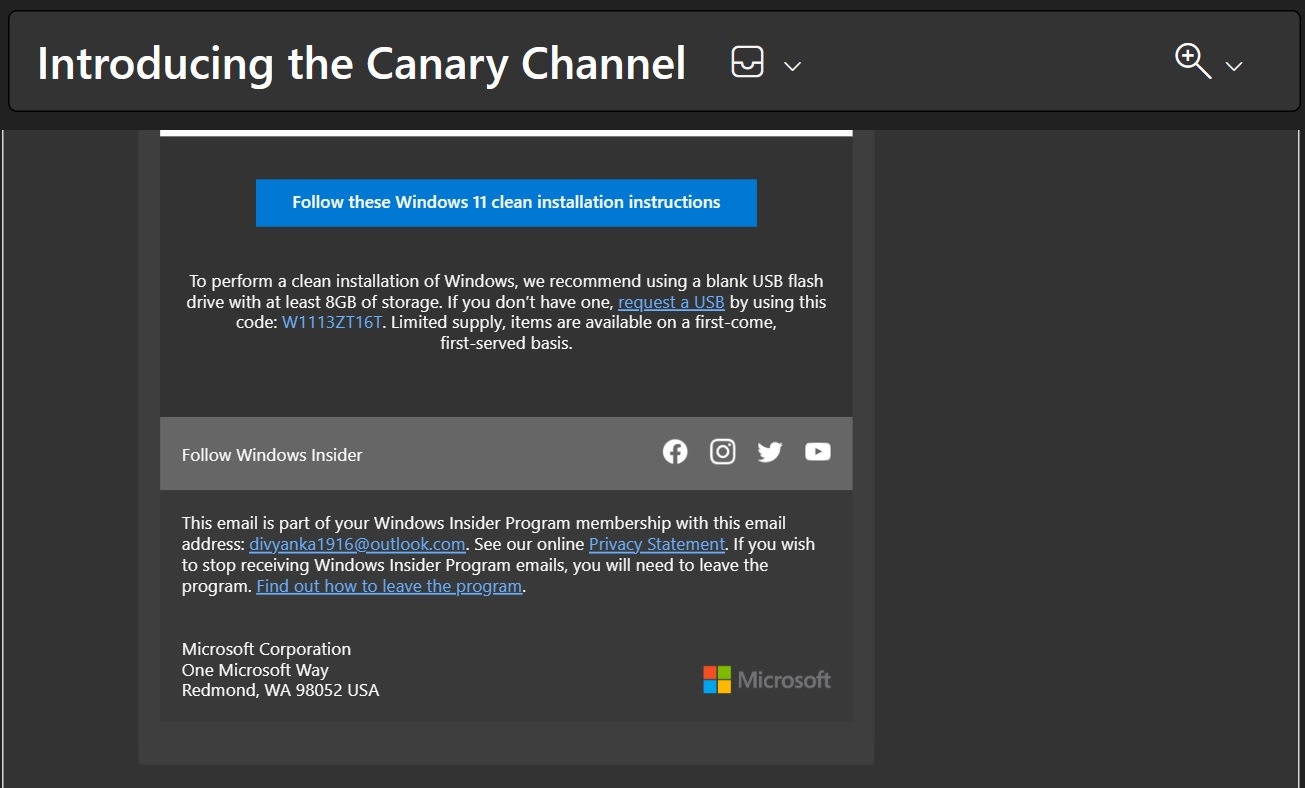 Introducing the Canary Channel
Follow these Windows 11 clean installation instructions
To perform a clean installation of Windows, we recommend using a blank USB flash
drive with at least 8GB of storage. If you don’t have one, request a USB by using this
code: W1113ZT16T. Limited supply, items are available on a first-come,
first-served basis.
Follow Windows Insider
This email is part of your Windows Insider Program membership with this email
address: divyanka1916@outlook.com. See our online Privacy Statement. If you wish
to stop receiving Windows Insider Program emails, you will need to leave the
program. Find out how to leave the program.
Microsoft Corporation
One Microsoft Way
Redmond, WA 98052 USA
Microsoft